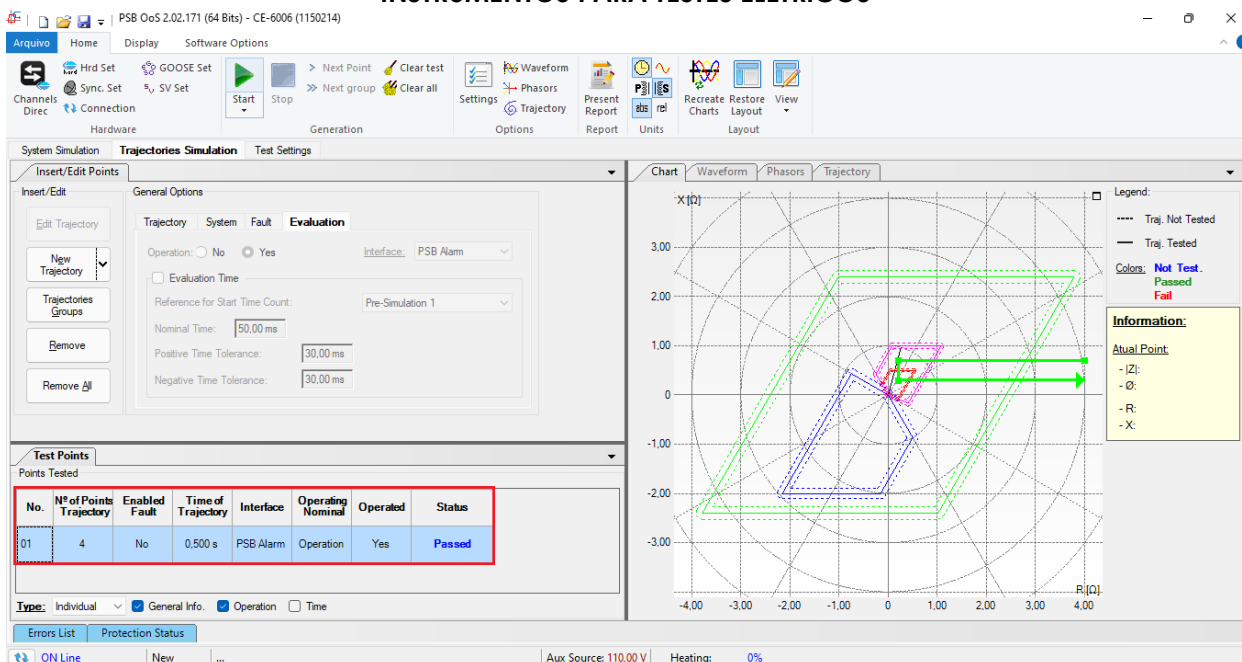 INSTRUMENTOS PARA TESTES ELÉTRICOS
PSB OoS 2.02.171 (64 Bits) - CE-6006 (1150214)
Arquivo Home Display Software Options
Hrd Set GOOSE Set Next Point Clear test Waveform
Sync. Set SV Set Next group Clear all Phasors
Connection Trajectory
Channels Direc Start Stop Settings Present Report abs rel Recreate Charts Restore Layout View
Hardware Generation Options Report Units Layout
System Simulation Trajectories Simulation Test Settings
Insert/Edit Points
Insert/Edit General Options
Edit Trajectory
New Trajectory
Trajectories Groups
Remove
Remove All
Trajectory System Fault Evaluation
Operation: No Yes Interface: PSB Alarm
Evaluation Time
Reference for Start Time Count: Pre-Simulation 1
Nominal Time: 50,00 ms
Positive Time Tolerance: 30,00 ms
Negative Time Tolerance: 30,00 ms
Test Points
Points Tested
No. Nº of Points Trajectory Enabled Fault Time of Trajectory Interface Operating Nominal Operated Status
01 4 No 0,500 s PSB Alarm Operation Yes Passed
Type: Individual General Info. Operation Time
Errors List Protection Status
Chart Waveform Phasors Trajectory
X [Ω]
3,00
2,00
1,00
0
-1,00
-2,00
-3,00
R [Ω]
-4,00 -3,00 -2,00 -1,00 0 1,00 2,00 3,00 4,00
Legend:
Traj. Not Tested
Traj. Tested
Colors: Not Test.
Passed
Fail
Information:
Atual Point:
- |Z|:
- Ø:
- R:
- X:
ON Line New ... Aux Source: 110.00 V Heating: 0%